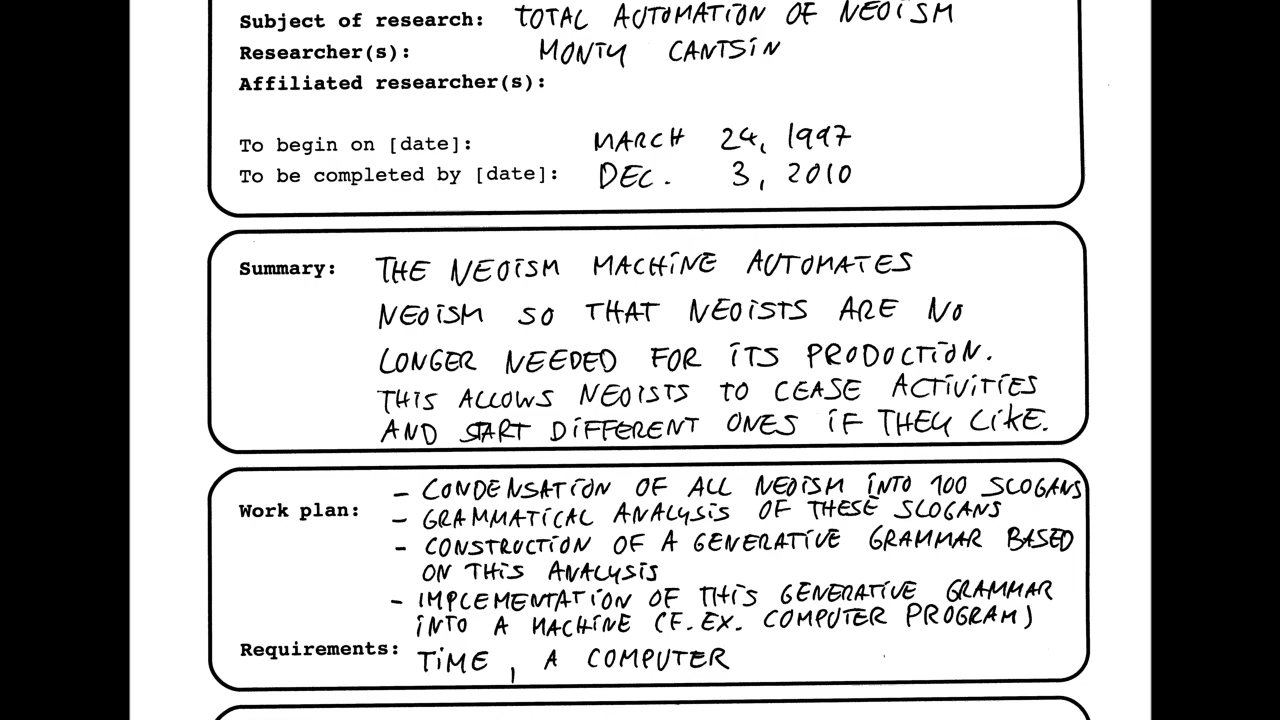 Subject of research: TOTAL AUTOMATION OF NEOISM
Researcher(s): MONTY CANTSIN
Affiliated researcher(s):
To begin on [date]: MARCH 24, 1997
To be completed by [date]: DEC. 3, 2010
Summary: THE NEOISM MACHINE AUTOMATES
NEOISM SO THAT NEOISTS ARE NO
LONGER NEEDED FOR ITS PRODUCTION.
THIS ALLOWS NEOISTS TO CEASE ACTIVITIES
AND START DIFFERENT ONES IF THEY LIKE.
Work plan: - CONDENSATION OF ALL NEOISM INTO 100 SLOGANS
- GRAMMATICAL ANALYSIS OF THESE SLOGANS
- CONSTRUCTION OF A GENERATIVE GRAMMAR BASED
ON THIS ANALYSIS
- IMPLEMENTATION OF THIS GENERATIVE GRAMMAR
INTO A MACHINE (F. EX. COMPUTER PROGRAM)
Requirements: TIME, A COMPUTER